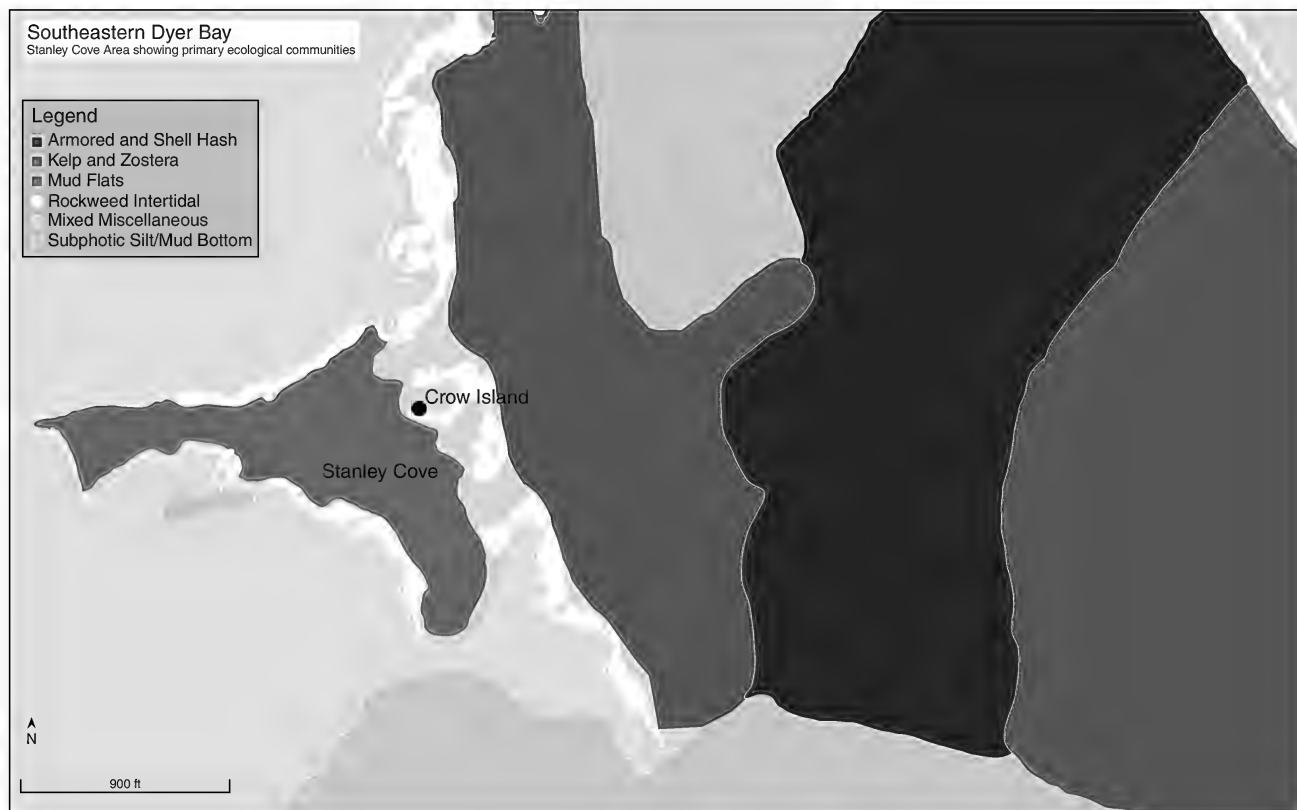 Southeastern Dyer Bay
Stanley Cove Area showing primary ecological communities
Legend
Armored and Shell Hash
Kelp and Zostera
Mud Flats
Rockweed Intertidal
Mixed Miscellaneous
Subphotic Silt/Mud Bottom
Crow Island
Stanley Cove
N
900 ft